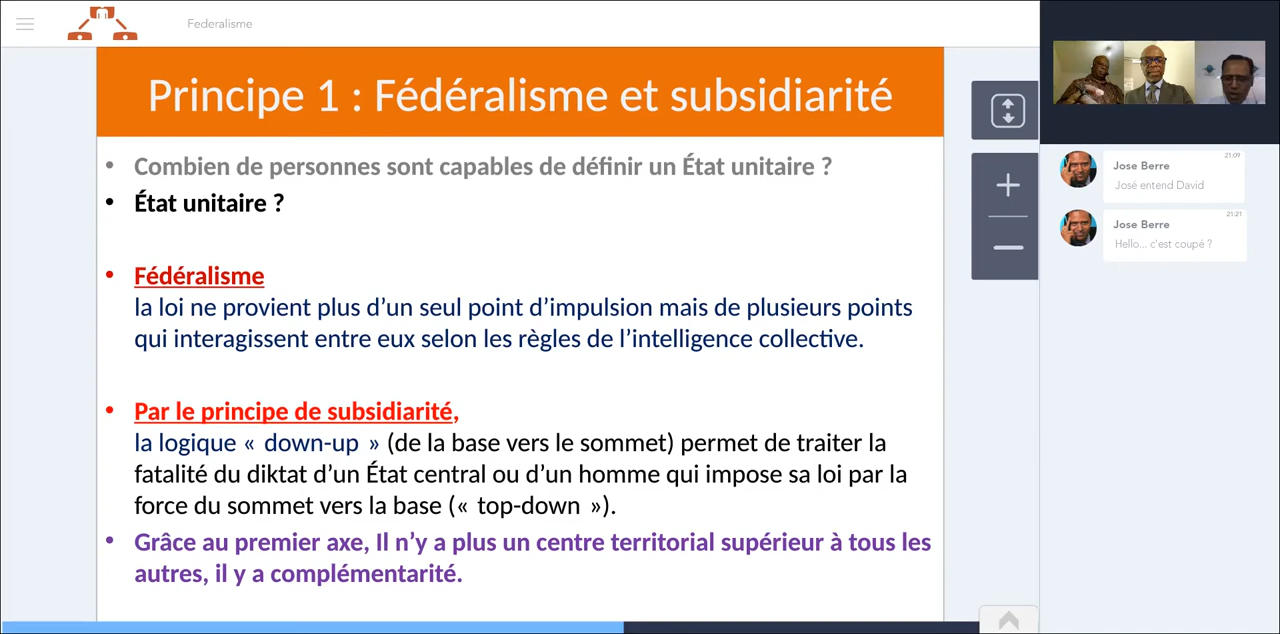 Federalisme
Principe 1 : Fédéralisme et subsidiarité
• Combien de personnes sont capables de définir un État unitaire ?
• État unitaire ?
• Fédéralisme
la loi ne provient plus d’un seul point d’impulsion mais de plusieurs points
qui interagissent entre eux selon les règles de l’intelligence collective.
• Par le principe de subsidiarité,
la logique « down-up » (de la base vers le sommet) permet de traiter la
fatalité du diktat d’un État central ou d’un homme qui impose sa loi par la
force du sommet vers la base (« top-down »).
• Grâce au premier axe, Il n’y a plus un centre territorial supérieur à tous les
autres, il y a complémentarité.
21:09
Jose Berre
José entend David
21:21
Jose Berre
Hello... c'est coupé ?